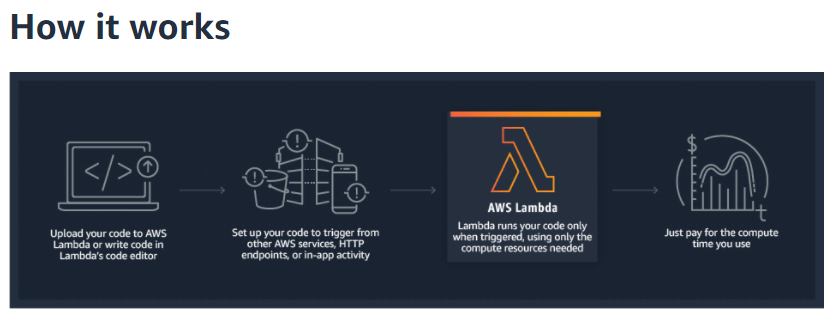 How it works
</>
Upload your code to AWS
Lambda or write code in
Lambda's code editor
Set up your code to trigger from
other AWS services, HTTP
endpoints, or in-app activity
AWS Lambda
Lambda runs your code only
when triggered, using only the
compute resources needed
$
t
Just pay for the compute
time you use